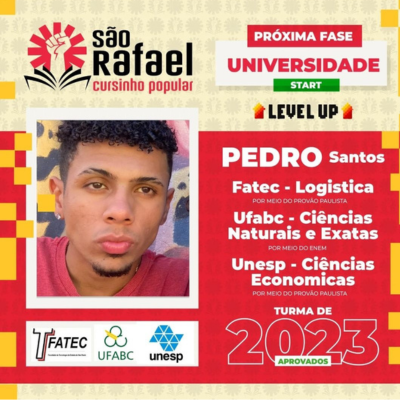 são
Rafael
cursinho popular
PRÓXIMA FASE
UNIVERSIDADE
START
LEVEL UP
PEDRO Santos
Fatec - Logistica
POR MEIO DO PROVÃO PAULISTA
Ufabc - Ciências
Naturais e Exatas
POR MEIO DO ENEM
Unesp - Ciências
Economicas
POR MEIO DO PROVÃO PAULISTA
TURMA DE
2023
APROVADOS
FATEC
UFABC
unesp